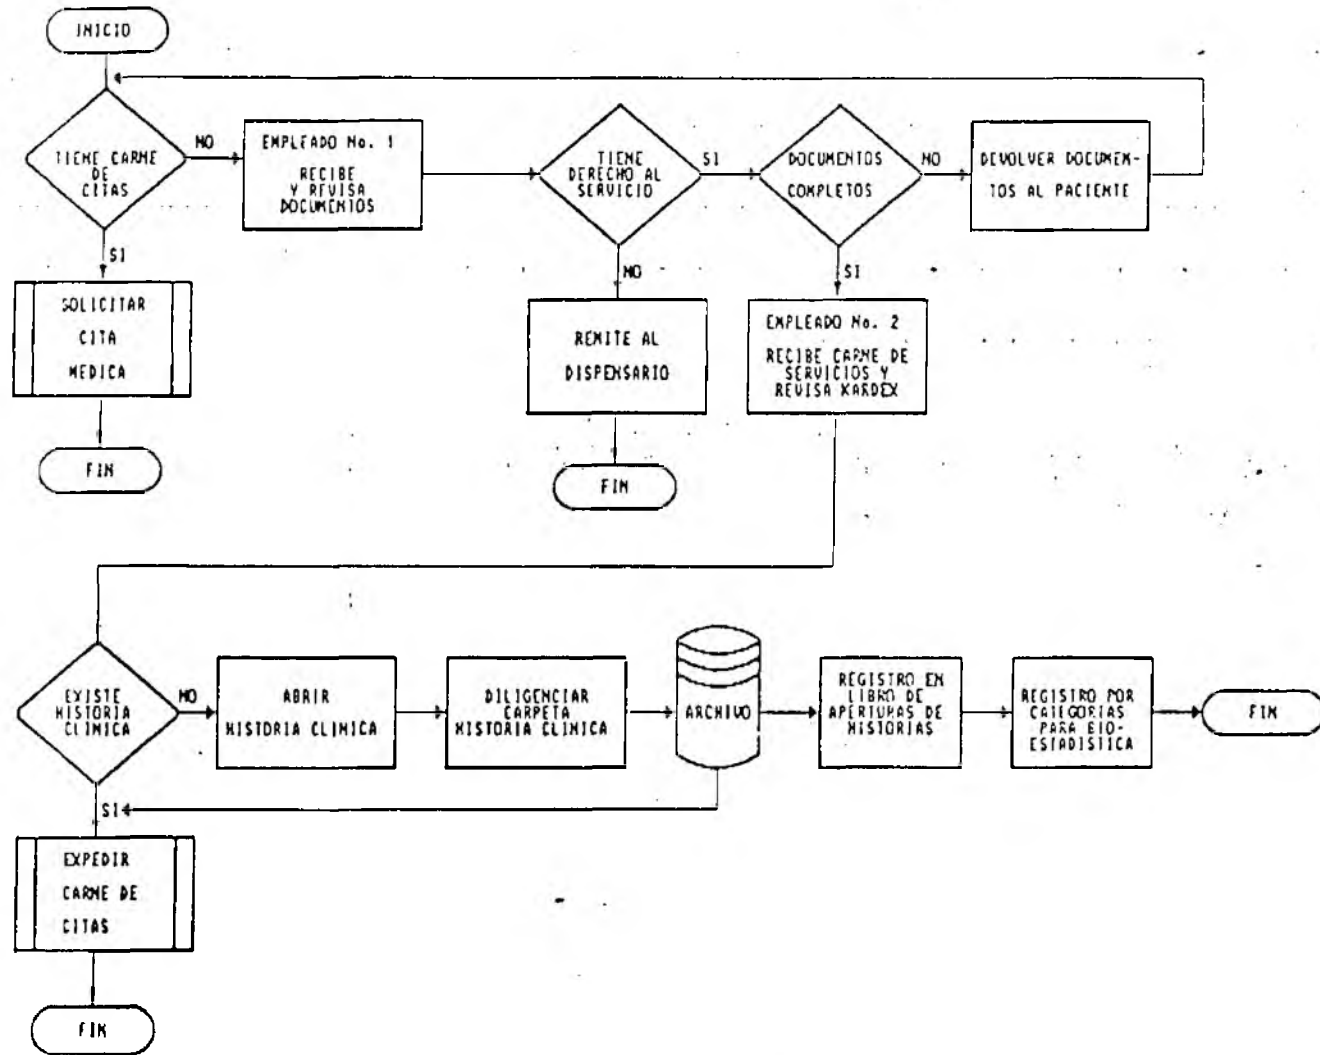 INICIO
TIENE CARNE
DE
CITAS
NO
EMPLEADO No. 1
RECIBE
Y REVISA
DOCUMENTOS
TIENE
DERECHO AL
SERVICIO
SI
DOCUMENTOS
COMPLETOS
NO
DEVOLVER DOCUMEN-
TOS AL PACIENTE
SI
SOLICITAR
CITA
MEDICA
FIN
NO
REMITE AL
DISPENSARIO
FIN
SI
EMPLEADO No. 2
RECIBE CARNE DE
SERVICIOS Y
REVISA KARDEX
EXISTE
HISTORIA
CLINICA
NO
ABRIR
HISTORIA CLINICA
DILIGENCIAR
CARPETA
HISTORIA CLINICA
ARCHIVO
REGISTRO EN
LIBRO DE
APERTURAS DE
HISTORIAS
REGISTRO POR
CATEGORIAS
PARA BIO-
ESTADISTICA
FIN
SI
EXPEDIR
CARNE DE
CITAS
FIN